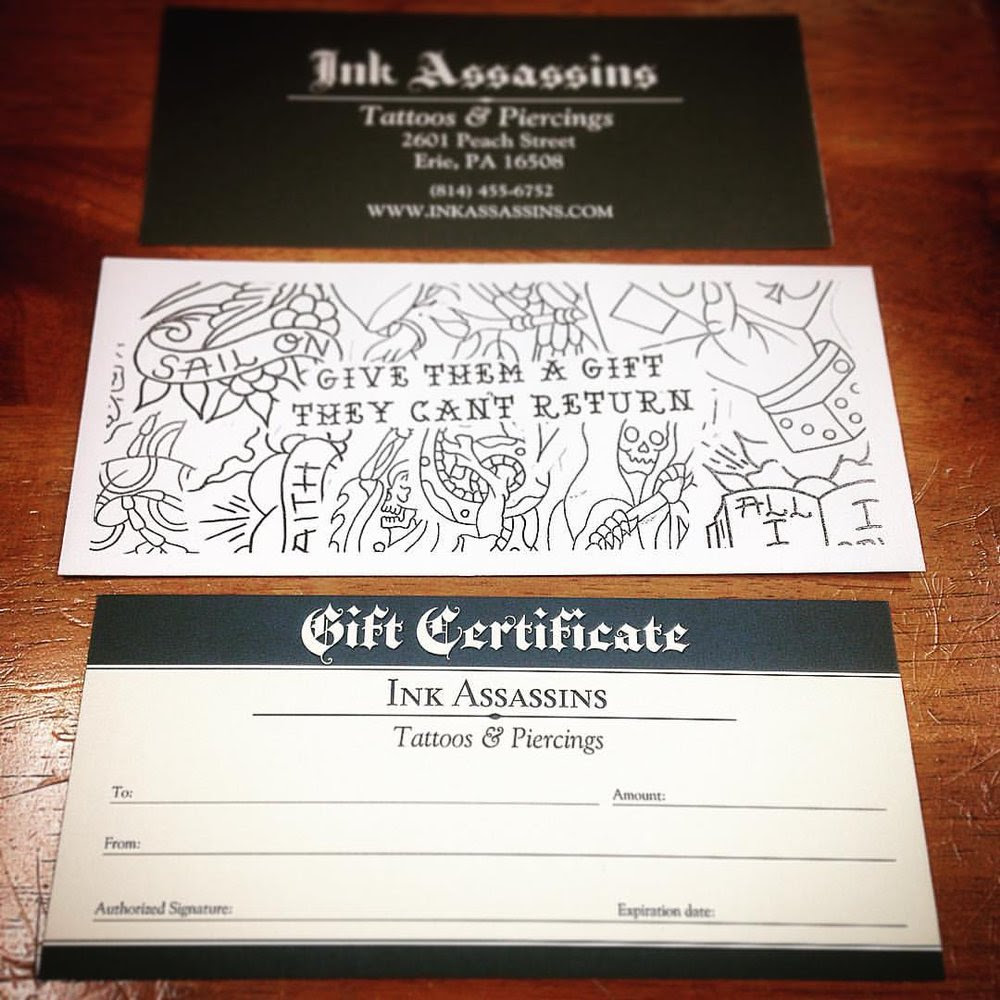 Ink Assassins
Tattoos & Piercings
2601 Peach Street
Erie, PA 16508
(814) 455-6752
WWW.INKASSASSINS.COM
SAIL ON
GIVE THEM A GIFT
THEY CANT RETURN
AITH
ALL
I
I
Gift Certificate
INK ASSASSINS
Tattoos & Piercings
To:
Amount:
From:
Authorized Signature:
Expiration date: